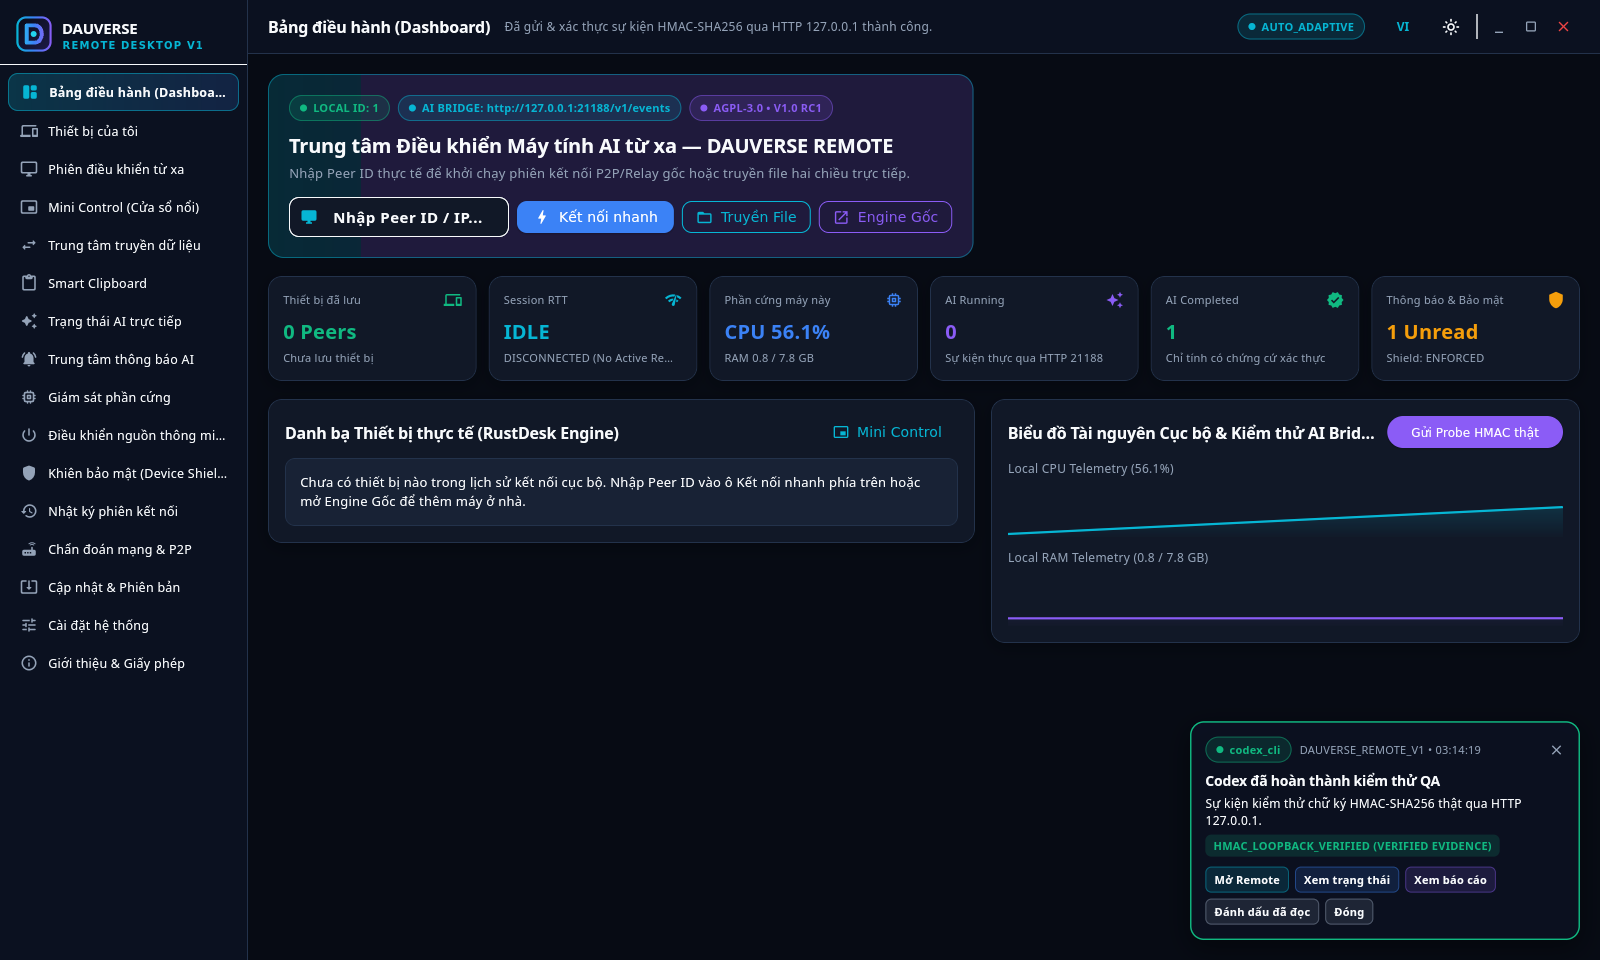 DAUVERSE
REMOTE DESKTOP V1
Bảng điều hành (Dashboa...
Thiết bị của tôi
Phiên điều khiển từ xa
Mini Control (Cửa sổ nổi)
Trung tâm truyền dữ liệu
Smart Clipboard
Trạng thái AI trực tiếp
Trung tâm thông báo AI
Giám sát phần cứng
Điều khiển nguồn thông mi...
Khiên bảo mật (Device Shiel...
Nhật ký phiên kết nối
Chẩn đoán mạng & P2P
Cập nhật & Phiên bản
Cài đặt hệ thống
Giới thiệu & Giấy phép
Bảng điều hành (Dashboard) Đã gửi & xác thực sự kiện HMAC-SHA256 qua HTTP 127.0.0.1 thành công.
AUTO_ADAPTIVE VI
LOCAL ID: 1 AI BRIDGE: http://127.0.0.1:21188/v1/events AGPL-3.0 • V1.0 RC1
Trung tâm Điều khiển Máy tính AI từ xa — DAUVERSE REMOTE
Nhập Peer ID thực tế để khởi chạy phiên kết nối P2P/Relay gốc hoặc truyền file hai chiều trực tiếp.
Nhập Peer ID / IP... Kết nối nhanh Truyền File Engine Gốc
Thiết bị đã lưu
0 Peers
Chưa lưu thiết bị
Session RTT
IDLE
DISCONNECTED (No Active Re...
Phần cứng máy này
CPU 56.1%
RAM 0.8 / 7.8 GB
AI Running
0
Sự kiện thực qua HTTP 21188
AI Completed
1
Chỉ tính có chứng cứ xác thực
Thông báo & Bảo mật
1 Unread
Shield: ENFORCED
Danh bạ Thiết bị thực tế (RustDesk Engine) Mini Control
Chưa có thiết bị nào trong lịch sử kết nối cục bộ. Nhập Peer ID vào ô Kết nối nhanh phía trên hoặc
mở Engine Gốc để thêm máy ở nhà.
Biểu đồ Tài nguyên Cục bộ & Kiểm thử AI Brid... Gửi Probe HMAC thật
Local CPU Telemetry (56.1%)
Local RAM Telemetry (0.8 / 7.8 GB)
codex_cli DAUVERSE_REMOTE_V1 • 03:14:19
Codex đã hoàn thành kiểm thử QA
Sự kiện kiểm thử chữ ký HMAC-SHA256 thật qua HTTP
127.0.0.1.
HMAC_LOOPBACK_VERIFIED (VERIFIED EVIDENCE)
Mở Remote Xem trạng thái Xem báo cáo
Đánh dấu đã đọc Đóng